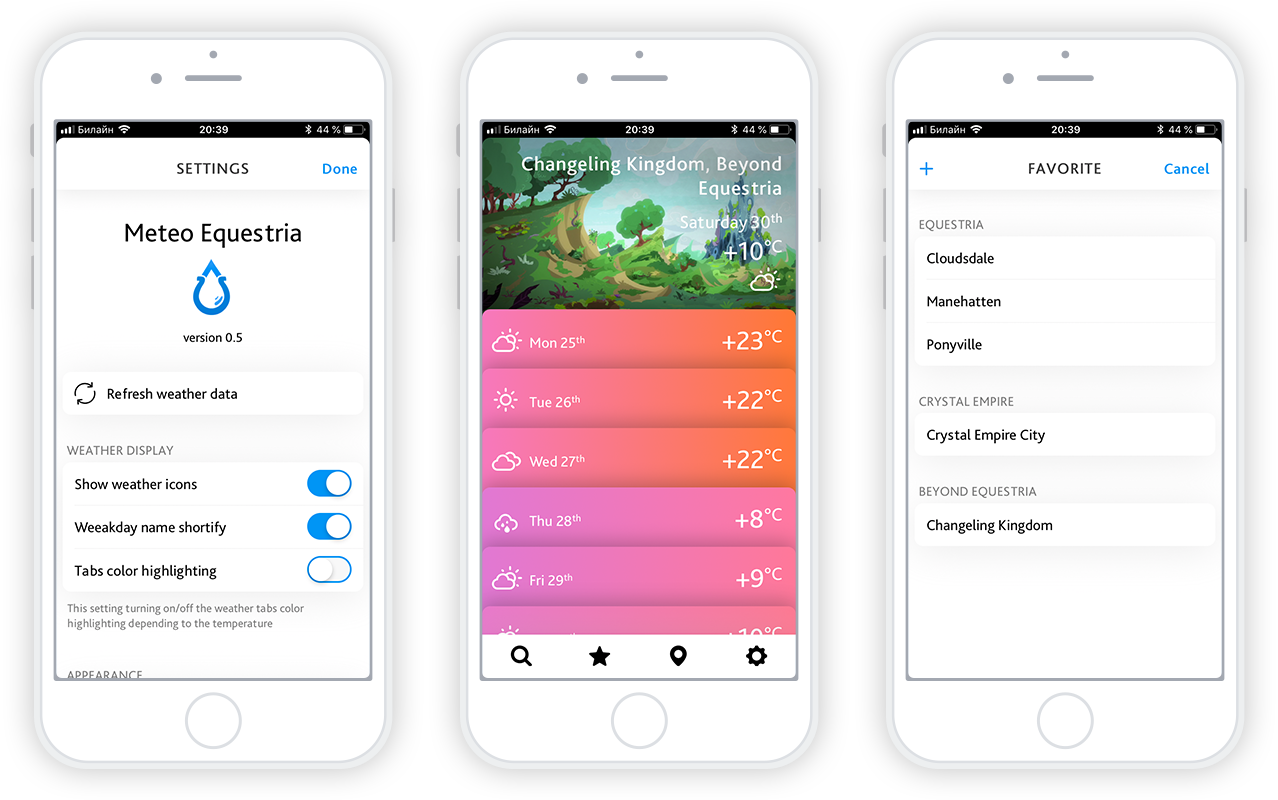 Билайн 20:39 44 %
SETTINGS Done
Meteo Equestria
version 0.5
Refresh weather data
WEATHER DISPLAY
Show weather icons
Weeakday name shortify
Tabs color highlighting
This setting turning on/off the weather tabs color
highlighting depending to the temperature
APPEARANCE
Билайн 20:39 44 %
Changeling Kingdom, Beyond
Equestria
Saturday 30th
+10°C
Mon 25th +23°C
Tue 26th +22°C
Wed 27th +22°C
Thu 28th +8°C
Fri 29th +9°C
+10°C
Билайн 20:39 44 %
+ FAVORITE Cancel
EQUESTRIA
Cloudsdale
Manehatten
Ponyville
CRYSTAL EMPIRE
Crystal Empire City
BEYOND EQUESTRIA
Changeling Kingdom